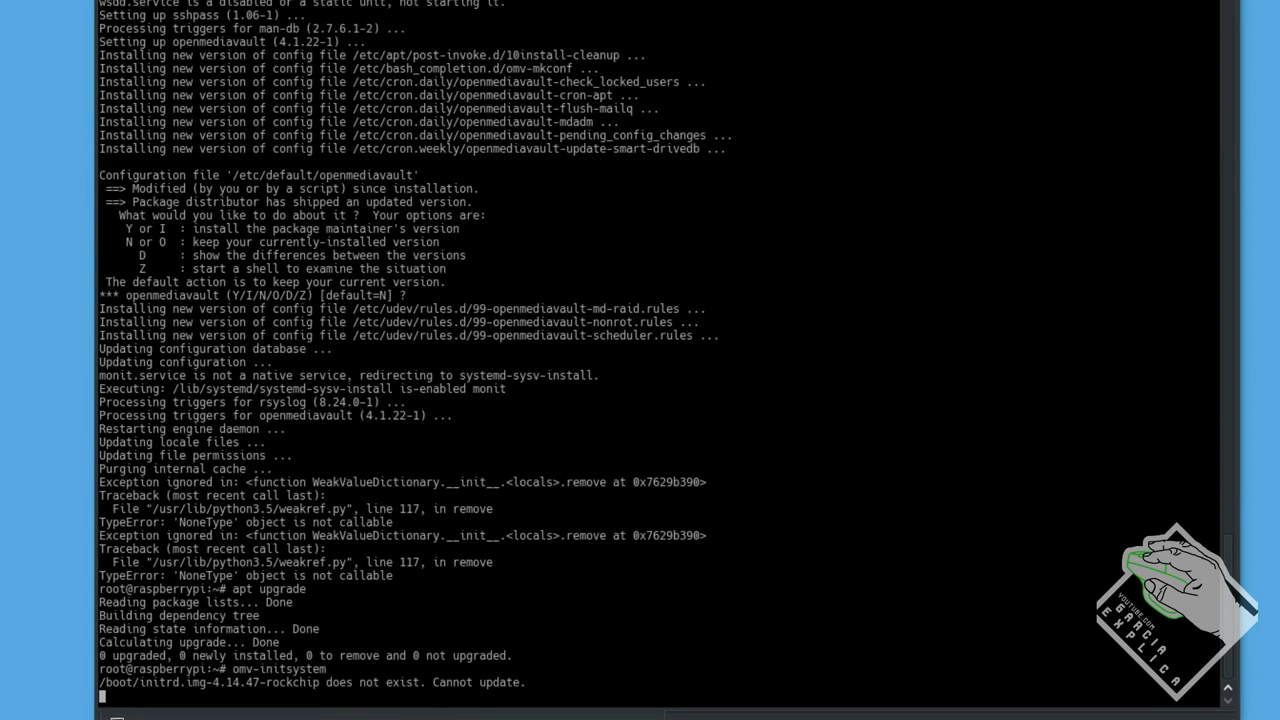 wsdd.service is a disabled or a static unit, not starting it.
Setting up sshpass (1.06-1) ...
Processing triggers for man-db (2.7.6.1-2) ...
Setting up openmediavault (4.1.22-1) ...
Installing new version of config file /etc/apt/post-invoke.d/10install-cleanup ...
Installing new version of config file /etc/bash_completion.d/omv-mkconf ...
Installing new version of config file /etc/cron.daily/openmediavault-check_locked_users ...
Installing new version of config file /etc/cron.daily/openmediavault-cron-apt ...
Installing new version of config file /etc/cron.daily/openmediavault-flush-mailq ...
Installing new version of config file /etc/cron.daily/openmediavault-mdadm ...
Installing new version of config file /etc/cron.daily/openmediavault-pending_config_changes ...
Installing new version of config file /etc/cron.weekly/openmediavault-update-smart-drivedb ...
Configuration file '/etc/default/openmediavault'
==> Modified (by you or by a script) since installation.
==> Package distributor has shipped an updated version.
What would you like to do about it ?  Your options are:
Y or I  : install the package maintainer's version
N or O  : keep your currently-installed version
D     : show the differences between the versions
Z     : start a shell to examine the situation
The default action is to keep your current version.
*** openmediavault (Y/I/N/O/D/Z) [default=N] ?
Installing new version of config file /etc/udev/rules.d/99-openmediavault-md-raid.rules ...
Installing new version of config file /etc/udev/rules.d/99-openmediavault-nonrot.rules ...
Installing new version of config file /etc/udev/rules.d/99-openmediavault-scheduler.rules ...
Updating configuration database ...
Updating configuration ...
monit.service is not a native service, redirecting to systemd-sysv-install.
Executing: /lib/systemd/systemd-sysv-install is-enabled monit
Processing triggers for rsyslog (8.24.0-1) ...
Processing triggers for openmediavault (4.1.22-1) ...
Restarting engine daemon ...
Updating locale files ...
Updating file permissions ...
Purging internal cache ...
Exception ignored in: <function WeakValueDictionary.__init__.<locals>.remove at 0x7629b390>
Traceback (most recent call last):
File "/usr/lib/python3.5/weakref.py", line 117, in remove
TypeError: 'NoneType' object is not callable
Exception ignored in: <function WeakValueDictionary.__init__.<locals>.remove at 0x7629b390>
Traceback (most recent call last):
File "/usr/lib/python3.5/weakref.py", line 117, in remove
TypeError: 'NoneType' object is not callable
root@raspberrypi:~# apt upgrade
Reading package lists... Done
Building dependency tree
Reading state information... Done
Calculating upgrade... Done
0 upgraded, 0 newly installed, 0 to remove and 0 not upgraded.
root@raspberrypi:~# omv-initsystem
/boot/initrd.img-4.14.47-rockchip does not exist. Cannot update.
YOUTUBE.COM
GARCIA
EXPLICA